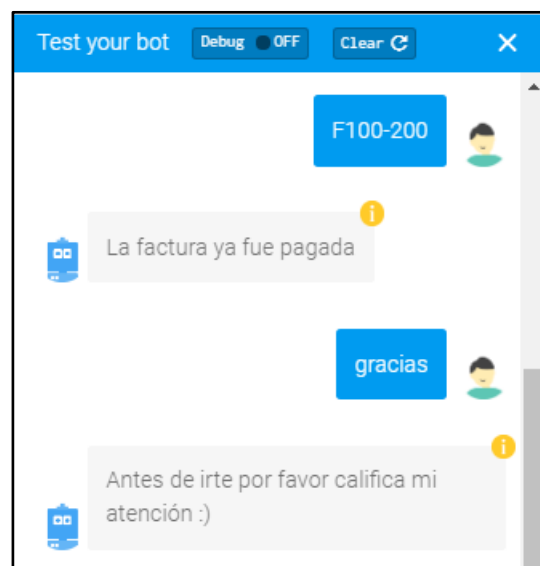 Test your bot Debug OFF Clear
F100-200
La factura ya fue pagada
gracias
Antes de irte por favor califica mi
atención :)